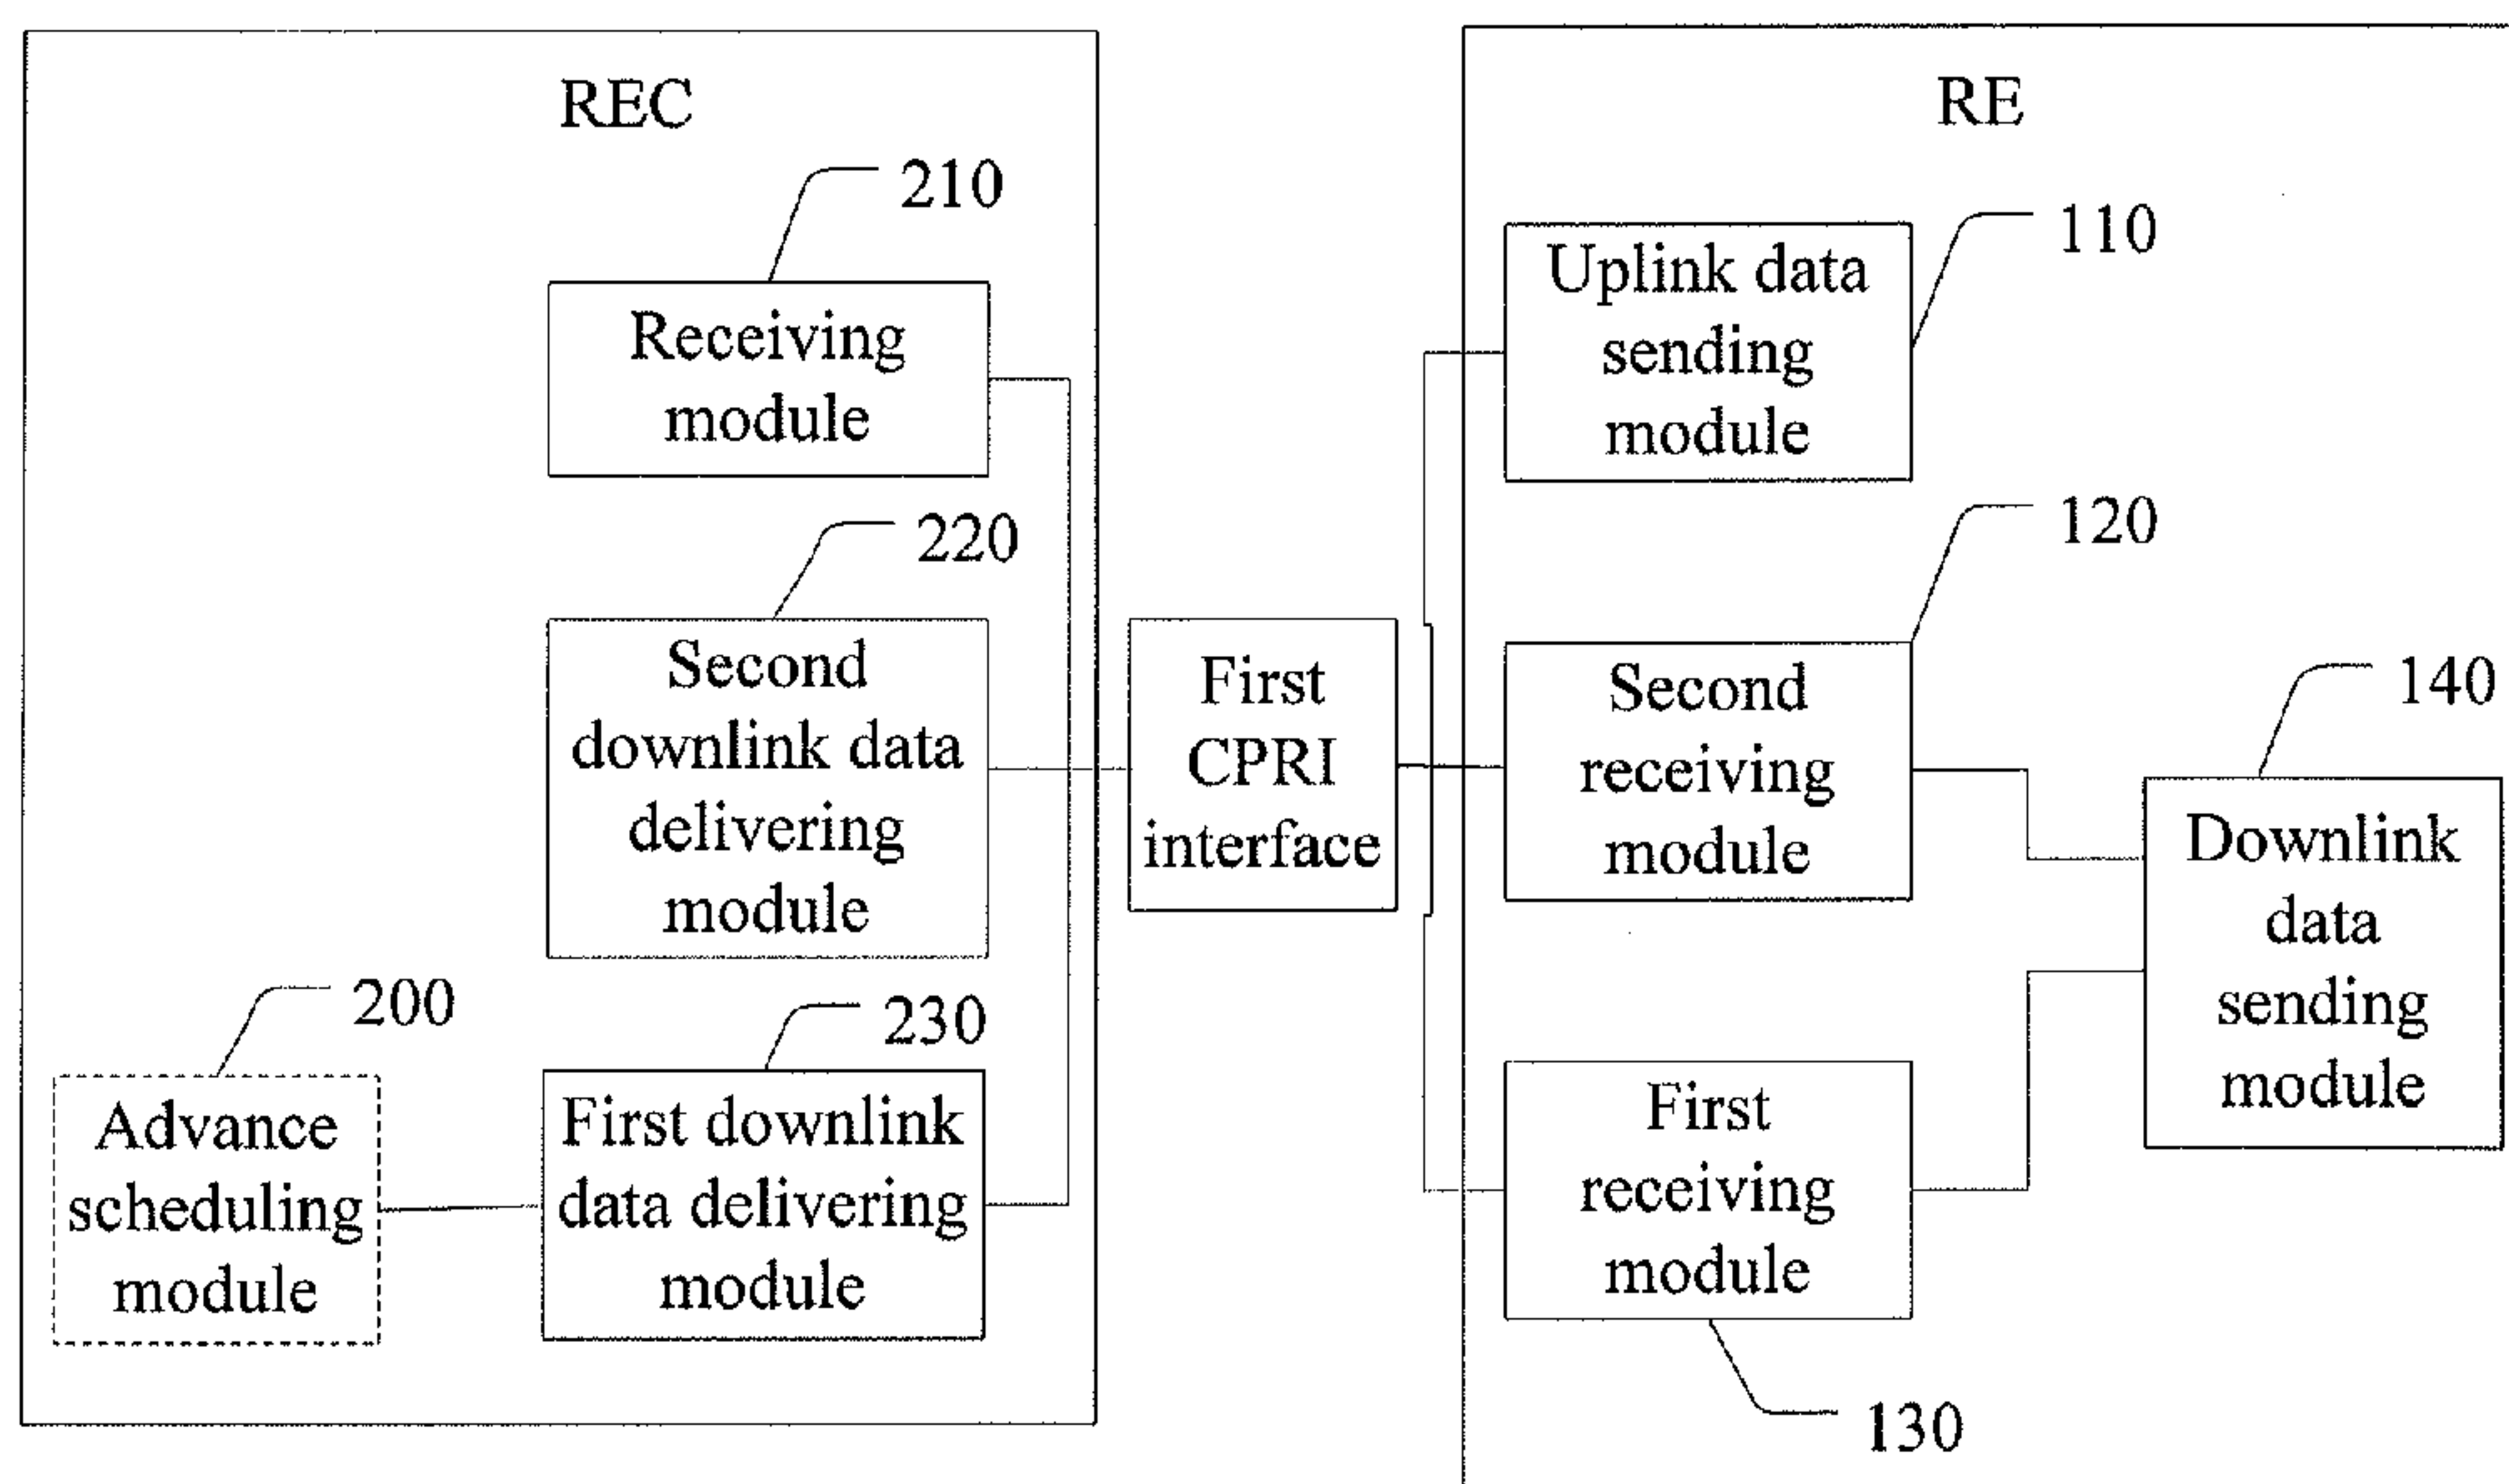 REC
210
Receiving
module
220
Second
downlink data
delivering
module
200
Advance
scheduling
module
230
First downlink
data delivering
module
First
CPRI
interface
RE
110
Uplink data
sending
module
120
Second
receiving
module
140
Downlink
data
sending
module
First
receiving
module
130